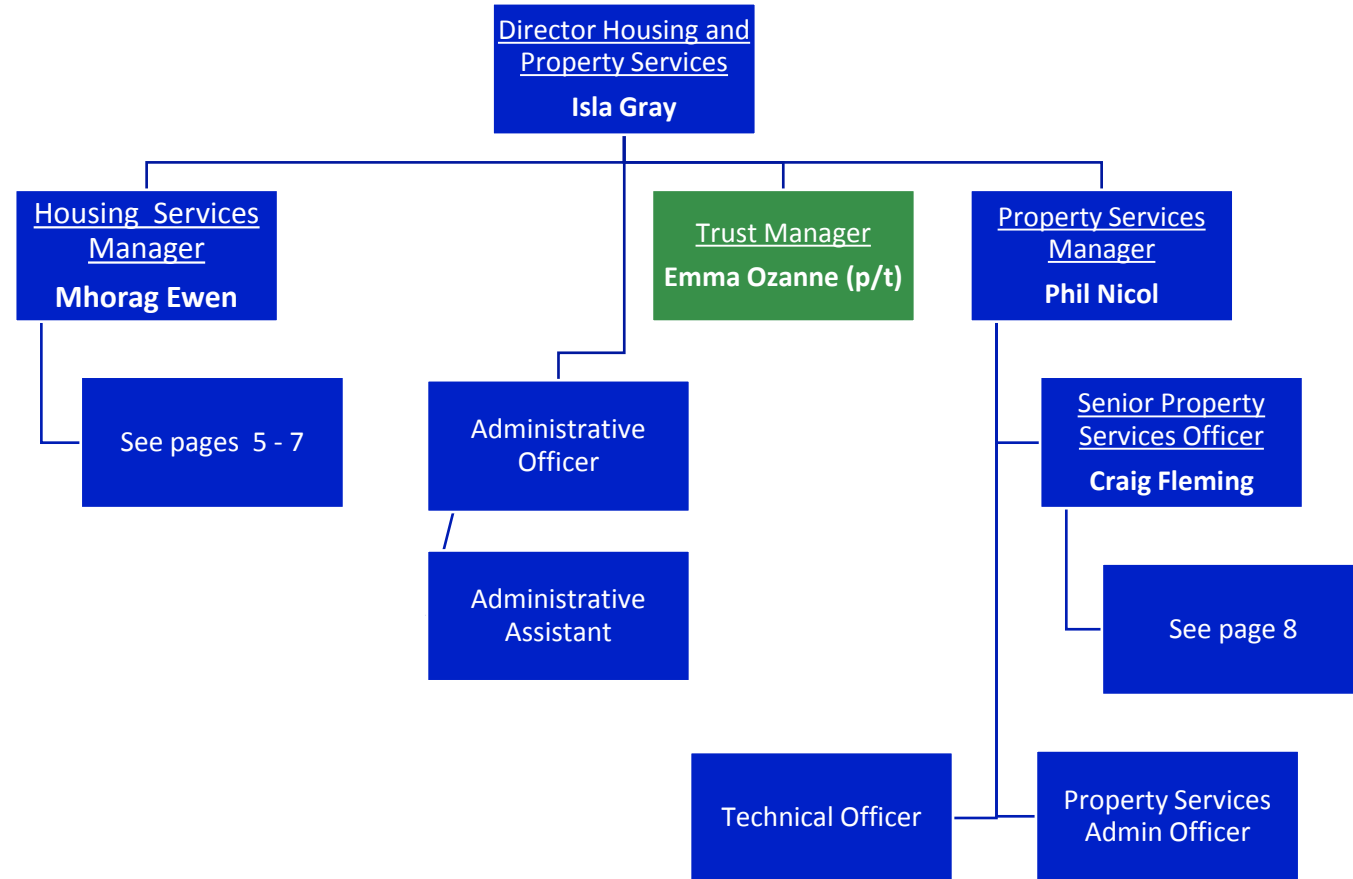 Director Housing and
Property Services
Isla Gray
Housing  Services
Manager
Mhorag Ewen
Trust Manager
Emma Ozanne (p/t)
Property Services
Manager
Phil Nicol
See pages  5 - 7
Administrative
Officer
Senior Property
Services Officer
Craig Fleming
Administrative
Assistant
See page 8
Technical Officer
Property Services
Admin Officer